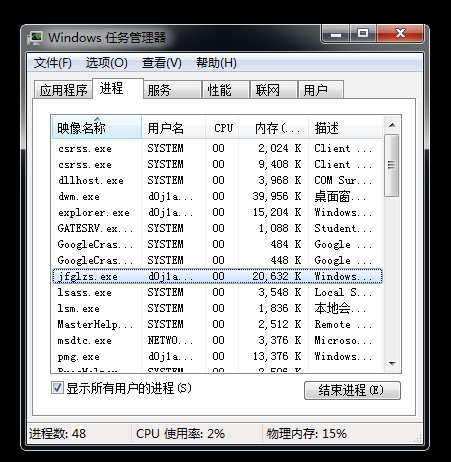 Windows 任务管理器
文件(F) 选项(O) 查看(V) 帮助(H)
应用程序 进程 服务 性能 联网 用户
映像名称 用户名 CPU 内存(... 描述
csrss.exe SYSTEM 00 2,024 K Client ...
csrss.exe SYSTEM 00 9,408 K Client ...
dllhost.exe SYSTEM 00 3,968 K COM Sur...
dwm.exe d0j1a... 00 39,956 K 桌面窗...
explorer.exe d0j1a... 00 15,204 K Windows...
GATESRV.ex... SYSTEM 00 1,088 K Student...
GoogleCras... SYSTEM 00 484 K Google ...
GoogleCras... SYSTEM 00 448 K Google ...
jfglzs.exe d0j1a... 00 20,632 K Windows...
lsass.exe SYSTEM 00 3,548 K Local S...
lsm.exe SYSTEM 00 1,836 K 本地会...
MasterHelp... SYSTEM 00 2,512 K Remote ...
msdtc.exe NETWO... 00 3,376 K Microso...
pmg.exe d0j1a... 00 13,376 K Windows...
SYSTEM 00
显示所有用户的进程(S) 结束进程(E)
进程数: 48 CPU 使用率: 2% 物理内存: 15%